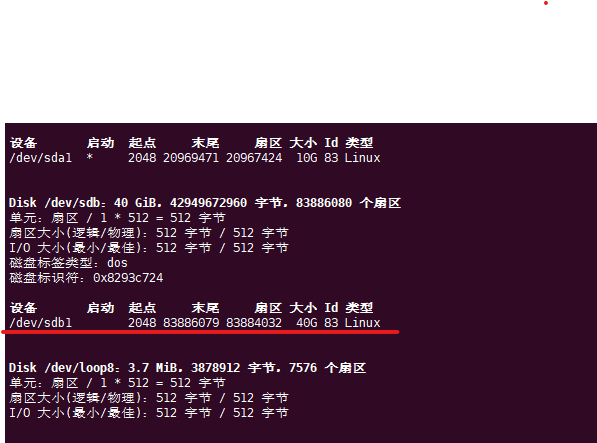 设备 启动 起点 末尾 扇区 大小 Id 类型
/dev/sda1 * 2048 20969471 20967424 10G 83 Linux
Disk /dev/sdb：40 GiB，42949672960 字节，83886080 个扇区
单元：扇区 / 1 * 512 = 512 字节
扇区大小(逻辑/物理)：512 字节 / 512 字节
I/O 大小(最小/最佳)：512 字节 / 512 字节
磁盘标签类型：dos
磁盘标识符：0x8293c724
设备 启动 起点 末尾 扇区 大小 Id 类型
/dev/sdb1 2048 83886079 83884032 40G 83 Linux
Disk /dev/loop8：3.7 MiB，3878912 字节，7576 个扇区
单元：扇区 / 1 * 512 = 512 字节
扇区大小(逻辑/物理)：512 字节 / 512 字节
I/O 大小(最小/最佳)：512 字节 / 512 字节